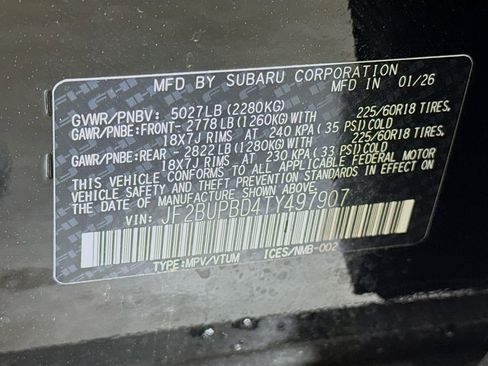 MFD BY SUBARU CORPORATION
MFD IN 01/26
GVWR/PNBV: 5027LB(2280KG)
GAWR/PNBE:FRONT- 2778LB(1260KG) 225/60R18 TIRES,
18X7J RIMS AT 240 KPA(35 PSI)COLD
GAWR/PNBE:REAR - 2822LB(1280KG) 225/60R18 TIRES,
18X7J RIMS AT 230 KPA(33 PSI)COLD
THIS VEHICLE CONFORMS TO ALL APPLICABLE FEDERAL MOTOR
VEHICLE SAFETY AND THEFT PREVENTION STANDARDS IN EFFECT ON
THE DATE OF MANUFACTURE SHOWN ABOVE.
JF2BUPBD4TY497907
TYPE:MPV/VTUM ICES/NMB-002